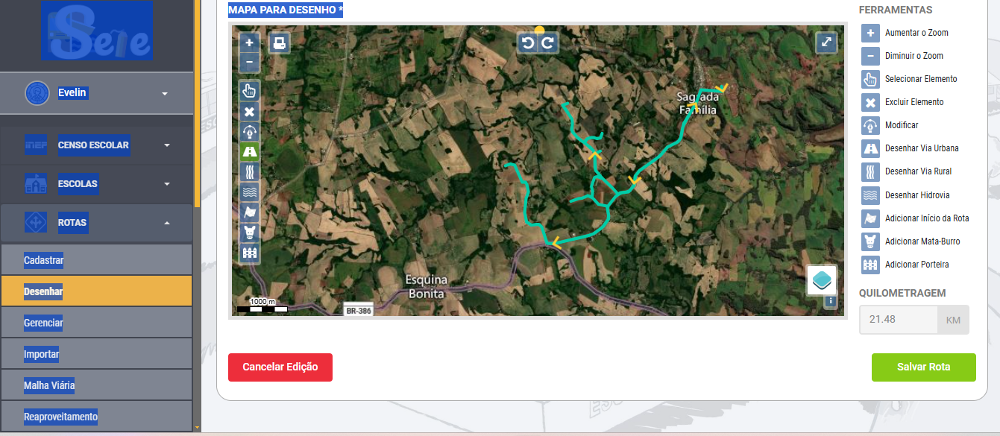 Sete
Evelin
inep
CENSO ESCOLAR
ESCOLAS
ROTAS
Cadastrar
Desenhar
Gerenciar
Importar
Malha Viária
Reaproveitamento
MAPA PARA DESENHO *
+
−
Sagrada
Família
Esquina
Bonita
1000 m
BR-386
i
Cancelar Edição
FERRAMENTAS
+ Aumentar o Zoom
− Diminuir o Zoom
Selecionar Elemento
Excluir Elemento
Modificar
Desenhar Via Urbana
Desenhar Via Rural
Desenhar Hidrovia
Adicionar Início da Rota
Adicionar Mata-Burro
Adicionar Porteira
QUILOMETRAGEM
21.48 KM
Salvar Rota